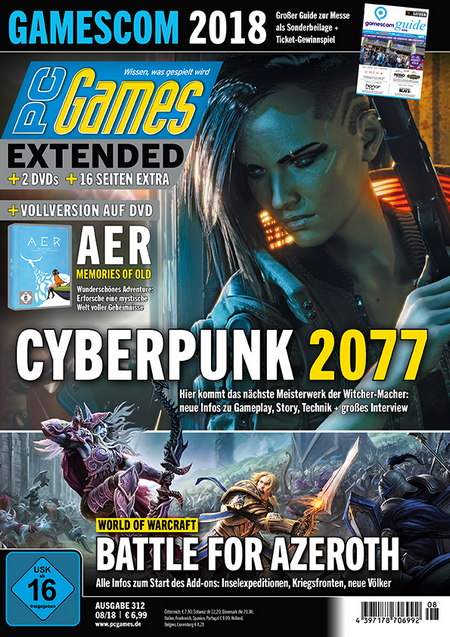 GAMESCOM 2018
Großer Guide zur Messe
als Sonderbeilage +
Ticket-Gewinnspiel
gamescom
guide
Wissen, was gespielt wird
PC Games
EXTENDED
+2 DVDs +16 SEITEN EXTRA
+VOLLVERSION AUF DVD
AER
AER
MEMORIES OF OLD
Wunderschönes Adventure:
Erforsche eine mystische
Welt voller Geheimnisse
CYBERPUNK 2077
Hier kommt das nächste Meisterwerk der Witcher-Macher:
neue Infos zu Gameplay, Story, Technik + großes Interview
WORLD OF WARCRAFT
BATTLE FOR AZEROTH
Alle Infos zum Start des Add-ons: Inselexpeditionen, Kriegsfronten, neue Völker
USK
ab 16
freigegeben
AUSGABE 312
08/18 | € 6,99
www.pcgames.de
08
4 397178 706992